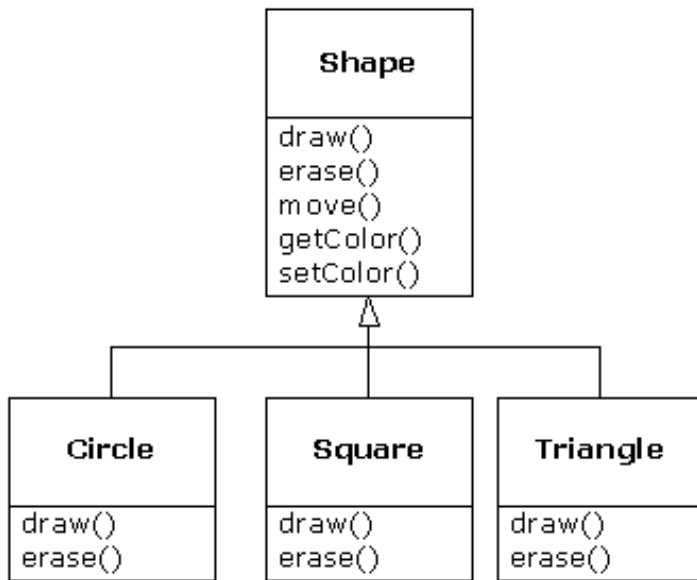 Shape
draw()
erase()
move()
getColor()
setColor()
Circle
draw()
erase()
Square
draw()
erase()
Triangle
draw()
erase()